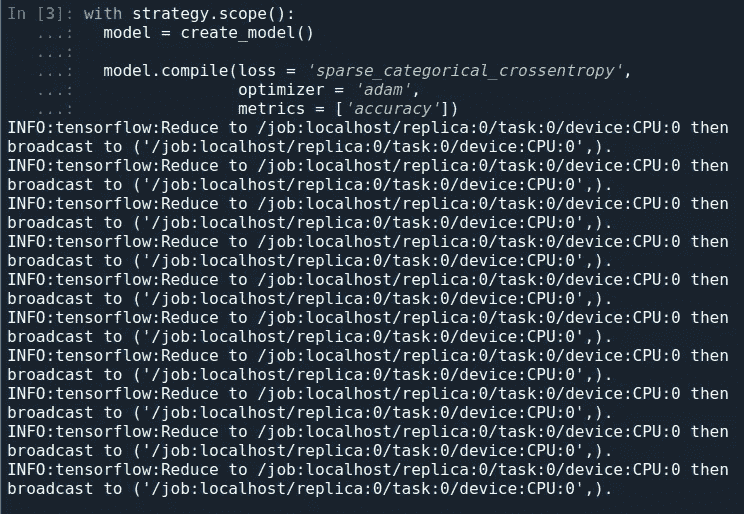 In [3]: with strategy.scope():
   ...:   model = create_model()
   ...:
   ...:   model.compile(loss = 'sparse_categorical_crossentropy',
   ...:                 optimizer = 'adam',
   ...:                 metrics = ['accuracy'])
INFO:tensorflow:Reduce to /job:localhost/replica:0/task:0/device:CPU:0 then
broadcast to ('/job:localhost/replica:0/task:0/device:CPU:0',).
INFO:tensorflow:Reduce to /job:localhost/replica:0/task:0/device:CPU:0 then
broadcast to ('/job:localhost/replica:0/task:0/device:CPU:0',).
INFO:tensorflow:Reduce to /job:localhost/replica:0/task:0/device:CPU:0 then
broadcast to ('/job:localhost/replica:0/task:0/device:CPU:0',).
INFO:tensorflow:Reduce to /job:localhost/replica:0/task:0/device:CPU:0 then
broadcast to ('/job:localhost/replica:0/task:0/device:CPU:0',).
INFO:tensorflow:Reduce to /job:localhost/replica:0/task:0/device:CPU:0 then
broadcast to ('/job:localhost/replica:0/task:0/device:CPU:0',).
INFO:tensorflow:Reduce to /job:localhost/replica:0/task:0/device:CPU:0 then
broadcast to ('/job:localhost/replica:0/task:0/device:CPU:0',).
INFO:tensorflow:Reduce to /job:localhost/replica:0/task:0/device:CPU:0 then
broadcast to ('/job:localhost/replica:0/task:0/device:CPU:0',).
INFO:tensorflow:Reduce to /job:localhost/replica:0/task:0/device:CPU:0 then
broadcast to ('/job:localhost/replica:0/task:0/device:CPU:0',).
INFO:tensorflow:Reduce to /job:localhost/replica:0/task:0/device:CPU:0 then
broadcast to ('/job:localhost/replica:0/task:0/device:CPU:0',).
INFO:tensorflow:Reduce to /job:localhost/replica:0/task:0/device:CPU:0 then
broadcast to ('/job:localhost/replica:0/task:0/device:CPU:0',).